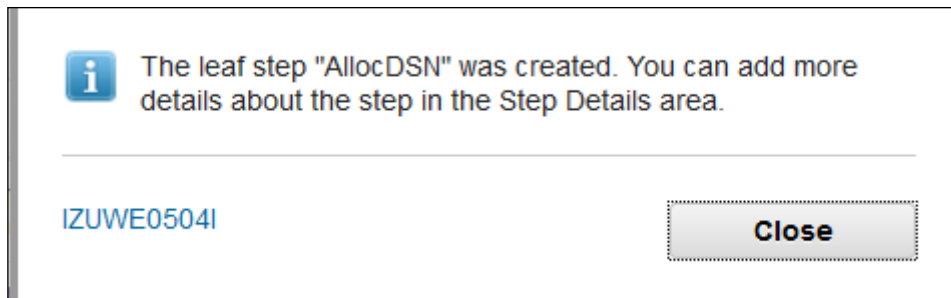 The leaf step "AllocDSN" was created. You can add more
details about the step in the Step Details area.
IZUWE0504I
Close